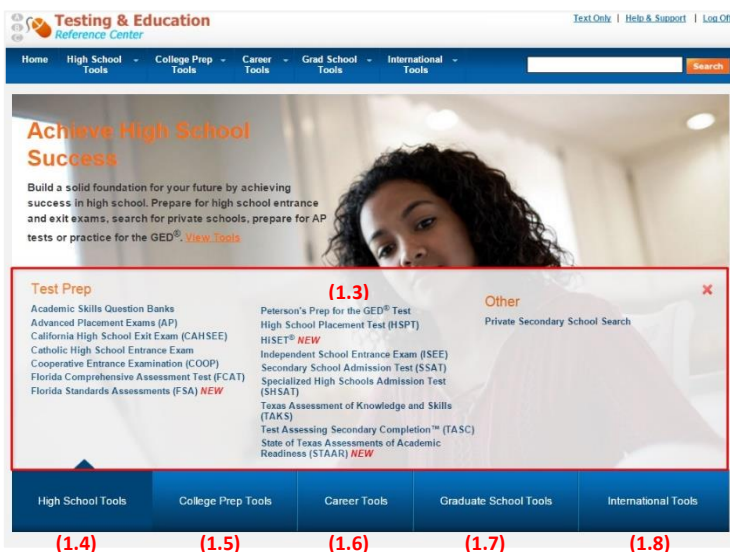 Testing & Education
Reference Center
Text Only | Help & Support | Log Off
Home High School Tools College Prep Tools Career Tools Grad School Tools International Tools Search
Achieve High School
Success
Build a solid foundation for your future by achieving
success in high school. Prepare for high school entrance
and exit exams, search for private schools, prepare for AP
tests or practice for the GED®. View Tools
(1.3)
Test Prep
Academic Skills Question Banks
Advanced Placement Exams (AP)
California High School Exit Exam (CAHSEE)
Catholic High School Entrance Exam
Cooperative Entrance Examination (COOP)
Florida Comprehensive Assessment Test (FCAT)
Florida Standards Assessments (FSA) NEW
Peterson's Prep for the GED® Test
High School Placement Test (HSPT)
HiSET® NEW
Independent School Entrance Exam (ISEE)
Secondary School Admission Test (SSAT)
Specialized High Schools Admission Test
(SHSAT)
Texas Assessment of Knowledge and Skills
(TAKS)
Test Assessing Secondary Completion™ (TASC)
State of Texas Assessments of Academic
Readiness (STAAR) NEW
Other
Private Secondary School Search
High School Tools College Prep Tools Career Tools Graduate School Tools International Tools
(1.4) (1.5) (1.6) (1.7) (1.8)